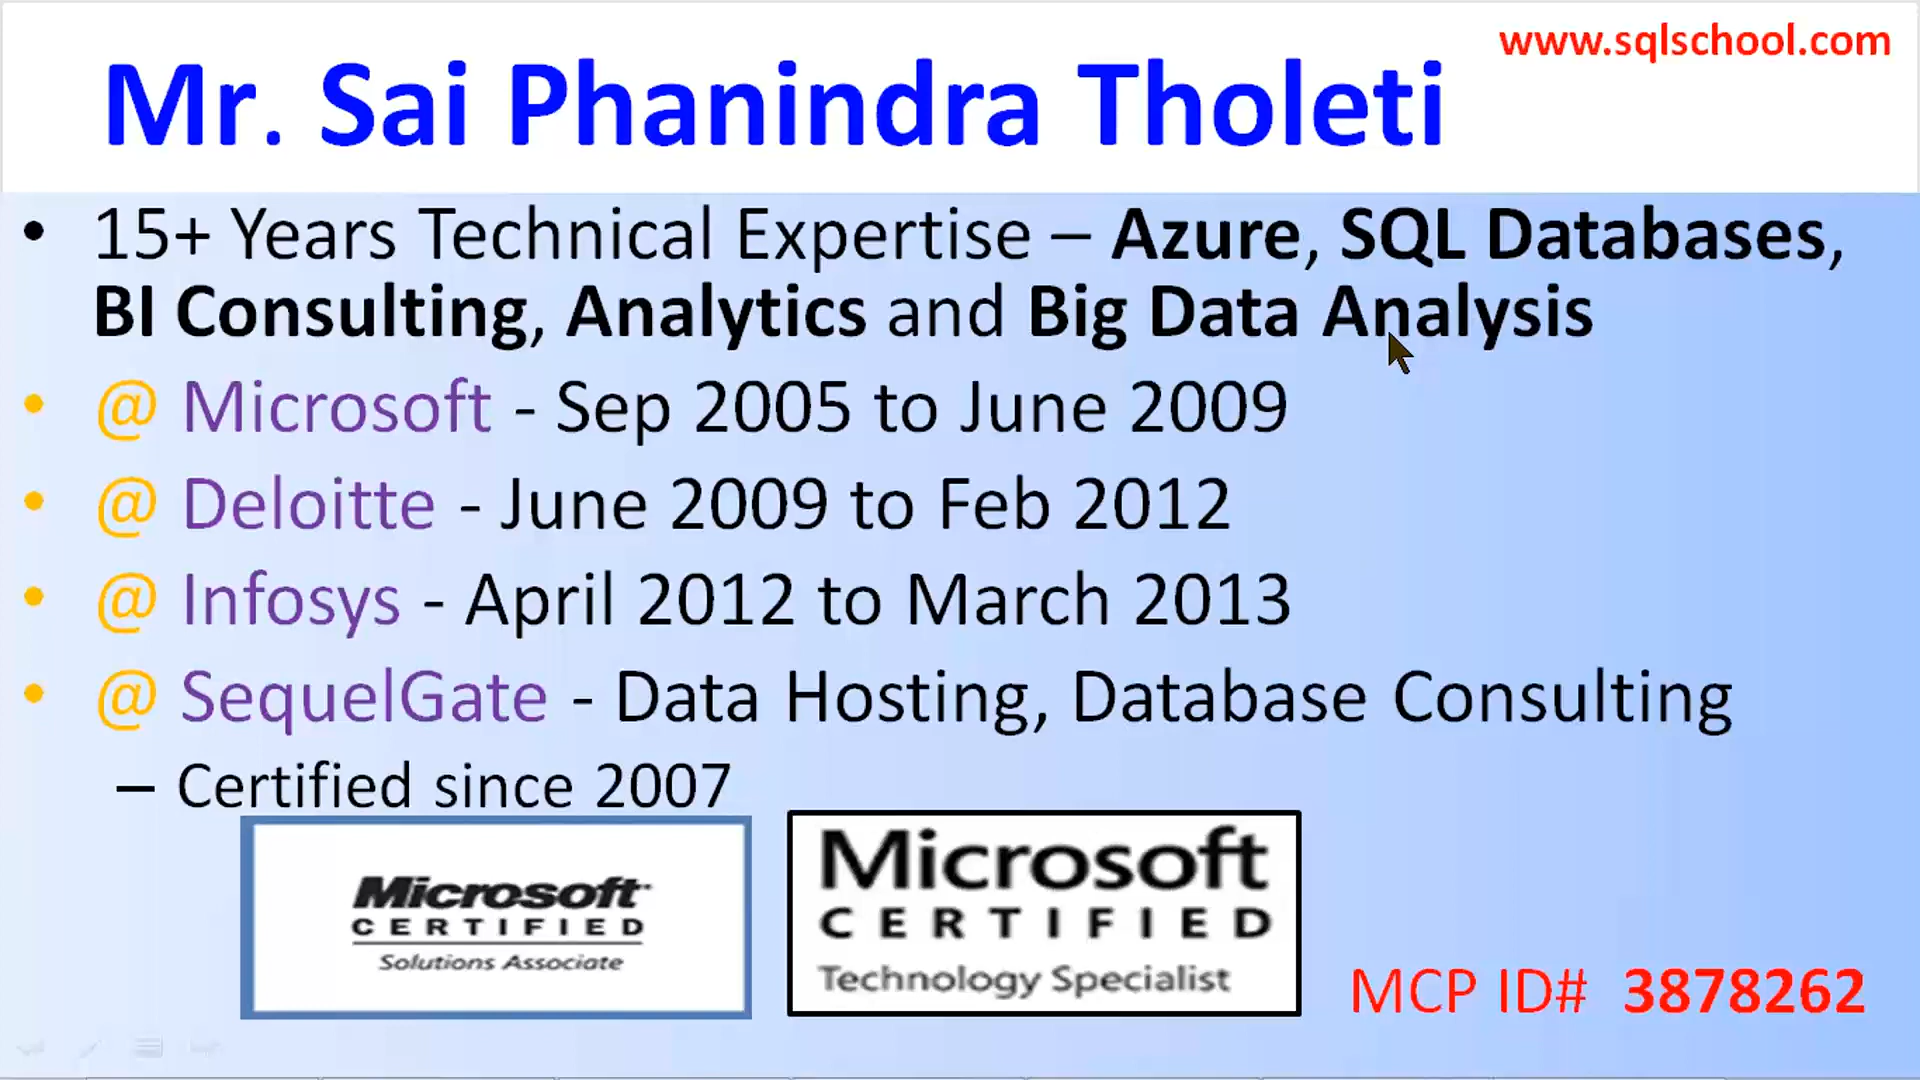 www.sqlschool.com
Mr. Sai Phanindra Tholeti
• 15+ Years Technical Expertise – Azure, SQL Databases,
BI Consulting, Analytics and Big Data Analysis
• @ Microsoft - Sep 2005 to June 2009
• @ Deloitte - June 2009 to Feb 2012
• @ Infosys - April 2012 to March 2013
• @ SequelGate - Data Hosting, Database Consulting
– Certified since 2007
Microsoft
CERTIFIED
Solutions Associate
Microsoft
CERTIFIED
Technology Specialist
MCP ID# 3878262